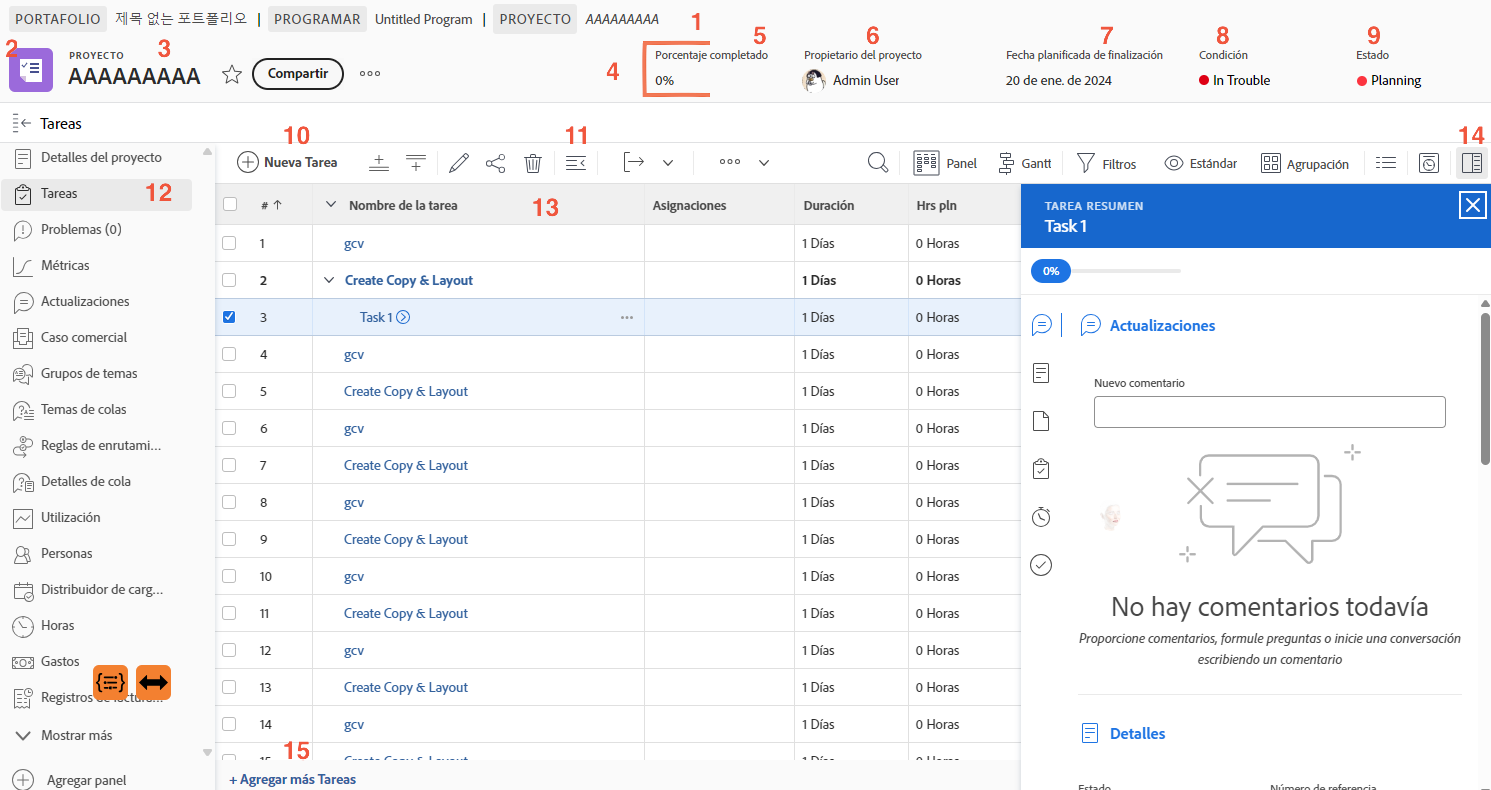 PORTAFOLIO 제목 없는 포트폴리오 | PROGRAMAR Untitled Program | PROYECTO AAAAAAAAA
1
2 PROYECTO 3
AAAAAAAAA Compartir
4 Porcentaje completado 5
0%
6
Propietario del proyecto
Admin User
7
Fecha planificada de finalización
20 de ene. de 2024
8
Condición
In Trouble
9
Estado
Planning
Tareas
Detalles del proyecto
Tareas 12
Problemas (0)
Métricas
Actualizaciones
Caso comercial
Grupos de temas
Temas de colas
Reglas de enrutami...
Detalles de cola
Utilización
Personas
Distribuidor de carg...
Horas
Gastos
Mostrar más
Agregar panel
10 11 14
Nueva Tarea Panel Gantt Filtros Estándar Agrupación
# Nombre de la tarea 13 Asignaciones Duración Hrs pln
1 gcv 1 Días 0 Horas
2 Create Copy & Layout 1 Días 0 Horas
3 Task 1 1 Días 0 Horas
4 gcv 1 Días 0 Horas
5 Create Copy & Layout 1 Días 0 Horas
6 gcv 1 Días 0 Horas
7 Create Copy & Layout 1 Días 0 Horas
8 gcv 1 Días 0 Horas
9 Create Copy & Layout 1 Días 0 Horas
10 gcv 1 Días 0 Horas
11 Create Copy & Layout 1 Días 0 Horas
12 gcv 1 Días 0 Horas
13 Create Copy & Layout 1 Días 0 Horas
14 gcv 1 Días 0 Horas
15
+ Agregar más Tareas
TAREA RESUMEN
Task 1
0%
Actualizaciones
Nuevo comentario
No hay comentarios todavía
Proporcione comentarios, formule preguntas o inicie una conversación
escribiendo un comentario
Detalles
Estado Número de referencia